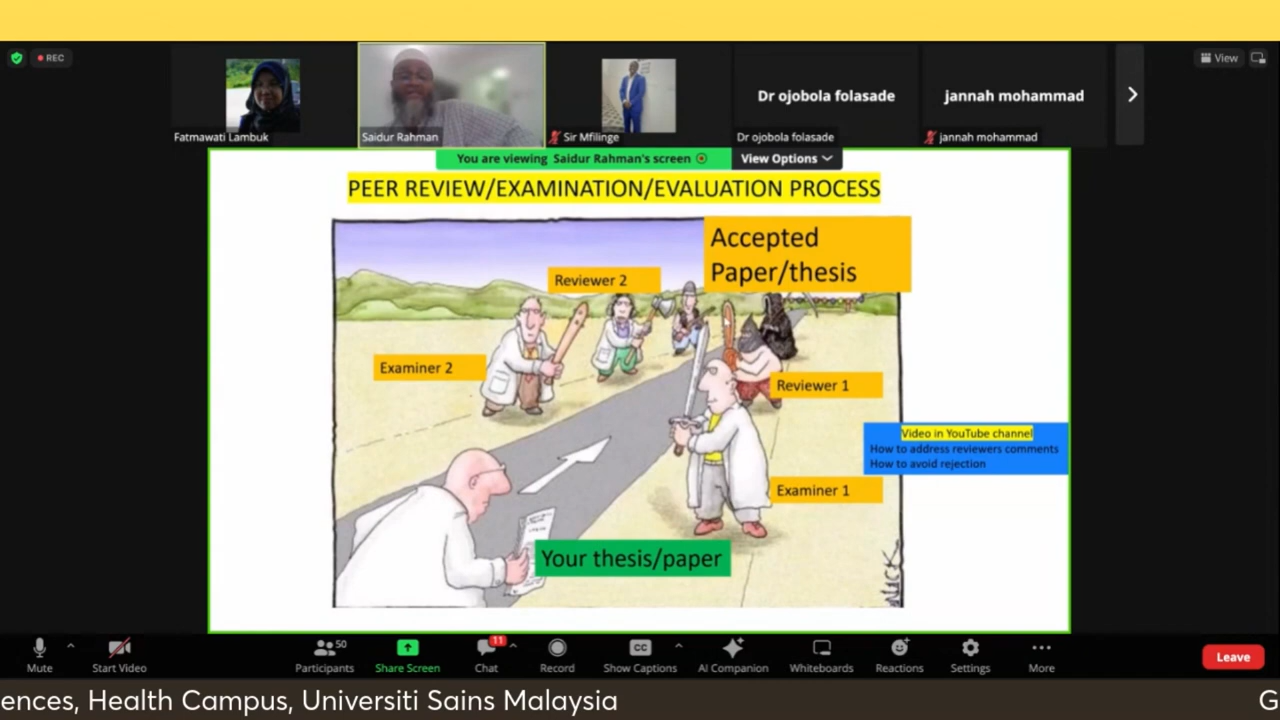 REC
View
Fatmawati Lambuk
Saidur Rahman
Sir Mfilinge
Dr ojobola folasade
Dr ojobola folasade
jannah mohammad
jannah mohammad
You are viewing Saidur Rahman's screen
View Options
PEER REVIEW/EXAMINATION/EVALUATION PROCESS
Accepted
Paper/thesis
Reviewer 2
Examiner 2
Reviewer 1
Video in YouTube channel
How to address reviewers comments
How to avoid rejection
Examiner 1
Your thesis/paper
NICK
Mute
Start Video
Participants
50
Share Screen
Chat
11
Record
CC
Show Captions
AI Companion
Whiteboards
Reactions
Settings
More
Leave
ences, Health Campus, Universiti Sains Malaysia
G